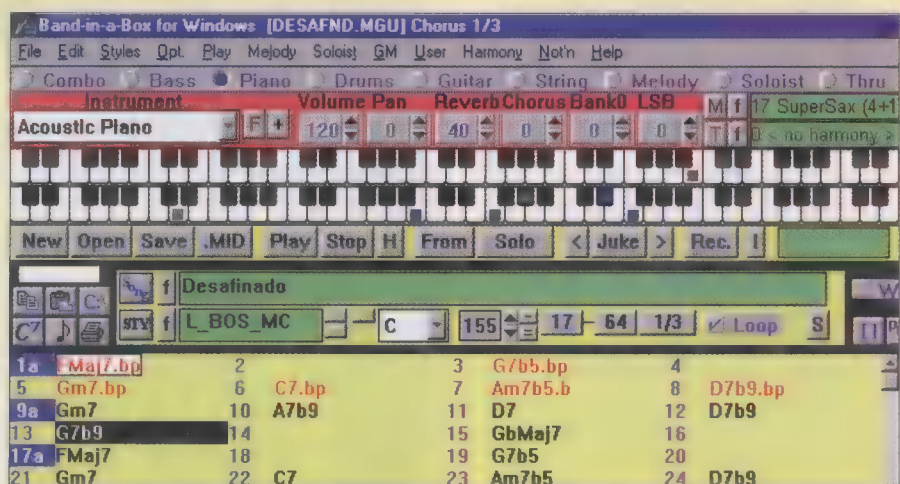 Band-in-a-Box for Windows [DESAFND.MGU] Chorus 1/3
File Edit Styles Opt. Play Melody Soloist GM User Harmony Not'n Help
Combo Bass Piano Drums Guitar String Melody Soloist Thru
Instrument Volume Pan Reverb Chorus Bank0 LSB M f 17 SuperSax (4+1
Acoustic Piano F + 120 0 40 0 0 0 T f 0 < no harmony >
New Open Save .MID Play Stop H From Solo < Juke > Rec. !
Song f Desafinado W
C:\
C7 STY f L_BOS_MC C 155 17 - 64 1/3 Loop S
1a FMaj7.bp 2 3 G7b5.bp 4
5 Gm7.bp 6 C7.bp 7 Am7b5.b 8 D7b9.bp
9a Gm7 10 A7b9 11 D7 12 D7b9
13 G7b9 14 15 GbMaj7 16
17a FMaj7 18 19 G7b5 20
21 Gm7 22 C7 23 Am7b5 24 D7b9